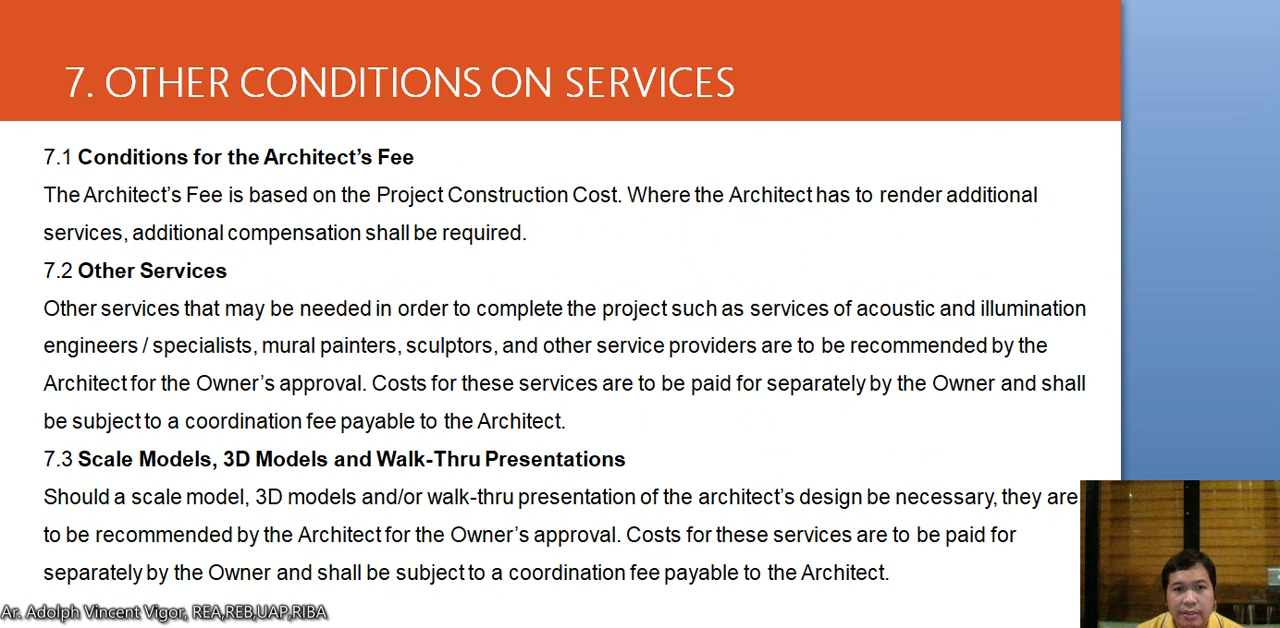 7. OTHER CONDITIONS ON SERVICES
7.1 Conditions for the Architect's Fee
The Architect's Fee is based on the Project Construction Cost. Where the Architect has to render additional
services, additional compensation shall be required.
7.2 Other Services
Other services that may be needed in order to complete the project such as services of acoustic and illumination
engineers / specialists, mural painters, sculptors, and other service providers are to be recommended by the
Architect for the Owner's approval. Costs for these services are to be paid for separately by the Owner and shall
be subject to a coordination fee payable to the Architect.
7.3 Scale Models, 3D Models and Walk-Thru Presentations
Should a scale model, 3D models and/or walk-thru presentation of the architect's design be necessary, they are
to be recommended by the Architect for the Owner's approval. Costs for these services are to be paid for
separately by the Owner and shall be subject to a coordination fee payable to the Architect.
Ar. Adolph Vincent Vigor, REA,REB,UAP,RIBA